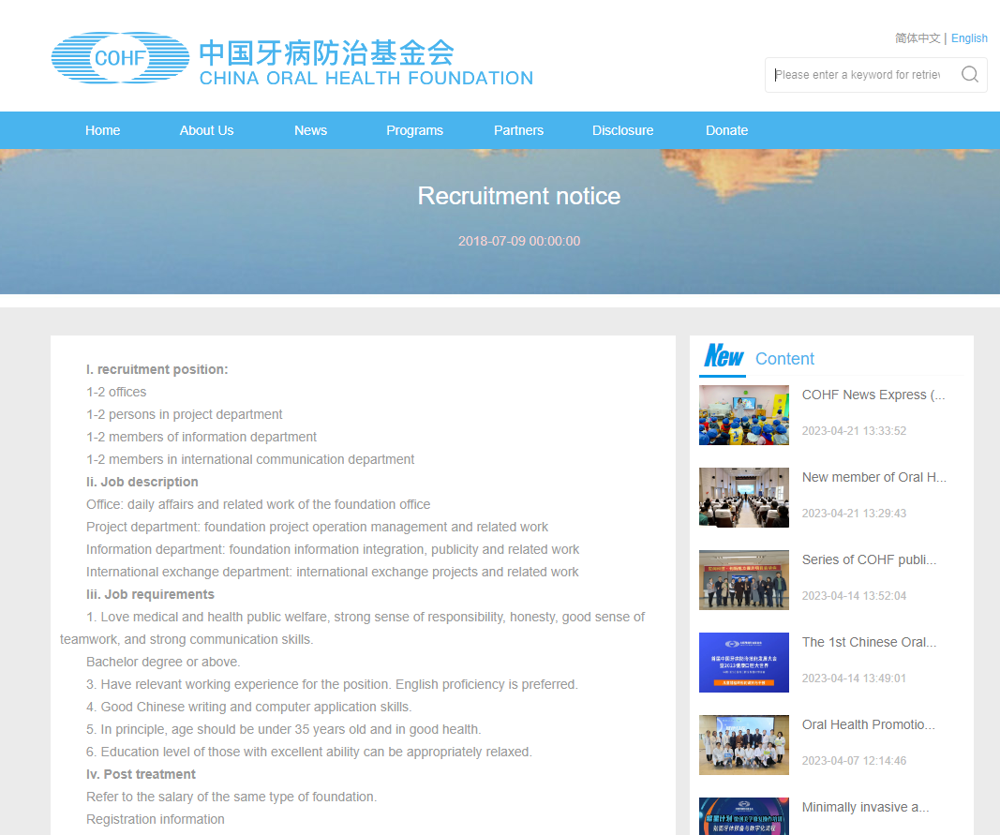 COHF
中国牙病防治基金会
CHINA ORAL HEALTH FOUNDATION
简体中文 | English
Please enter a keyword for retriev
Home About Us News Programs Partners Disclosure Donate
Recruitment notice
2018-07-09 00:00:00
I. recruitment position:
1-2 offices
1-2 persons in project department
1-2 members of information department
1-2 members in international communication department
Ii. Job description
Office: daily affairs and related work of the foundation office
Project department: foundation project operation management and related work
Information department: foundation information integration, publicity and related work
International exchange department: international exchange projects and related work
Iii. Job requirements
1. Love medical and health public welfare, strong sense of responsibility, honesty, good sense of
teamwork, and strong communication skills.
Bachelor degree or above.
3. Have relevant working experience for the position. English proficiency is preferred.
4. Good Chinese writing and computer application skills.
5. In principle, age should be under 35 years old and in good health.
6. Education level of those with excellent ability can be appropriately relaxed.
Iv. Post treatment
Refer to the salary of the same type of foundation.
Registration information
New Content
COHF News Express (...
2023-04-21 13:33:52
New member of Oral H...
2023-04-21 13:29:43
Series of COHF publi...
2023-04-14 13:52:04
The 1st Chinese Oral...
2023-04-14 13:49:01
Oral Health Promotio...
2023-04-07 12:14:46
Minimally invasive a...